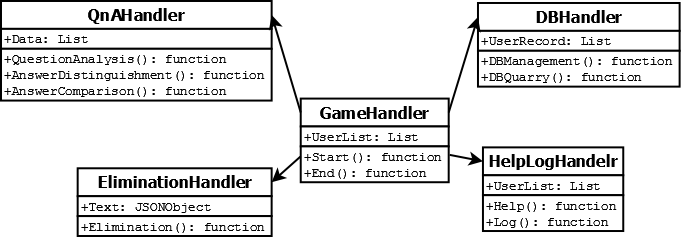 QnAHandler
+Data: List
+QuestionAnalysis(): function
+AnswerDistinguishment(): function
+AnswerComparison(): function
DBHandler
+UserRecord: List
+DBManagement(): function
+DBQuarry(): function
GameHandler
+UserList: List
+Start(): function
+End(): function
EliminationHandler
+Text: JSONObject
+Elimination(): function
HelpLogHandelr
+UserList: List
+Help(): function
+Log(): function